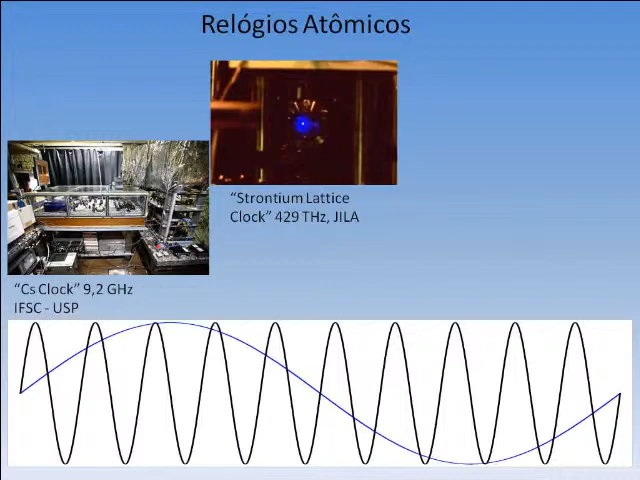 Relógios Atômicos
“Strontium Lattice
Clock” 429 THz, JILA
“Cs Clock” 9,2 GHz
IFSC - USP